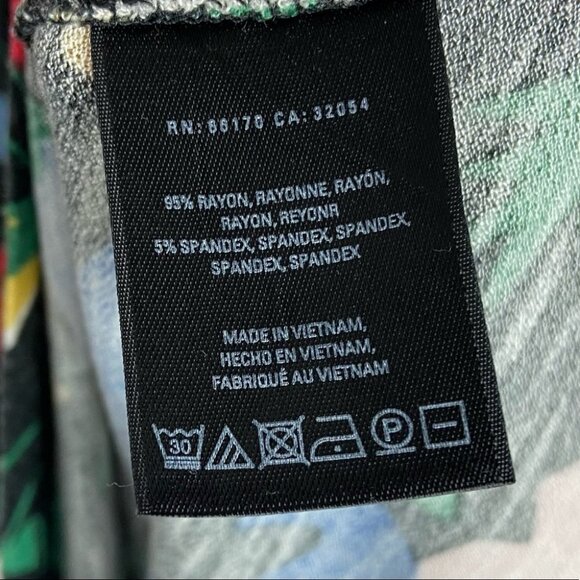 RN: 66170 CA: 32054
95% RAYON, RAYONNE, RAYÓN,
RAYON, REYONR
5% SPANDEX, SPANDEX, SPANDEX,
SPANDEX, SPANDEX
MADE IN VIETNAM,
HECHO EN VIETNAM,
FABRIQUÉ AU VIETNAM
30 P